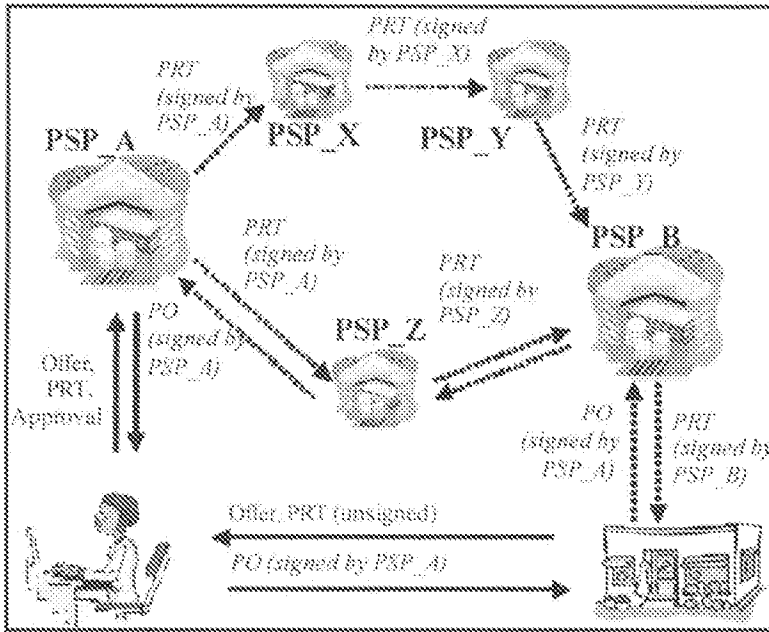 PRT (signed
by PSP_X)
PRT
(signed by
PSP_A)
PSP_X
PSP_Y
PRT
(signed by
PSP_Y)
PSP_A
PSP_B
PRT
(signed by
PSP_A)
PRT
(signed by
PSP_Z)
PSP_Z
PO
(signed by
PSP_A)
Offer,
PRT,
Approval
PO
(signed by
PSP_A)
PRT
(signed by
PSP_B)
Offer, PRT (unsigned)
PO (signed by PSP_A)